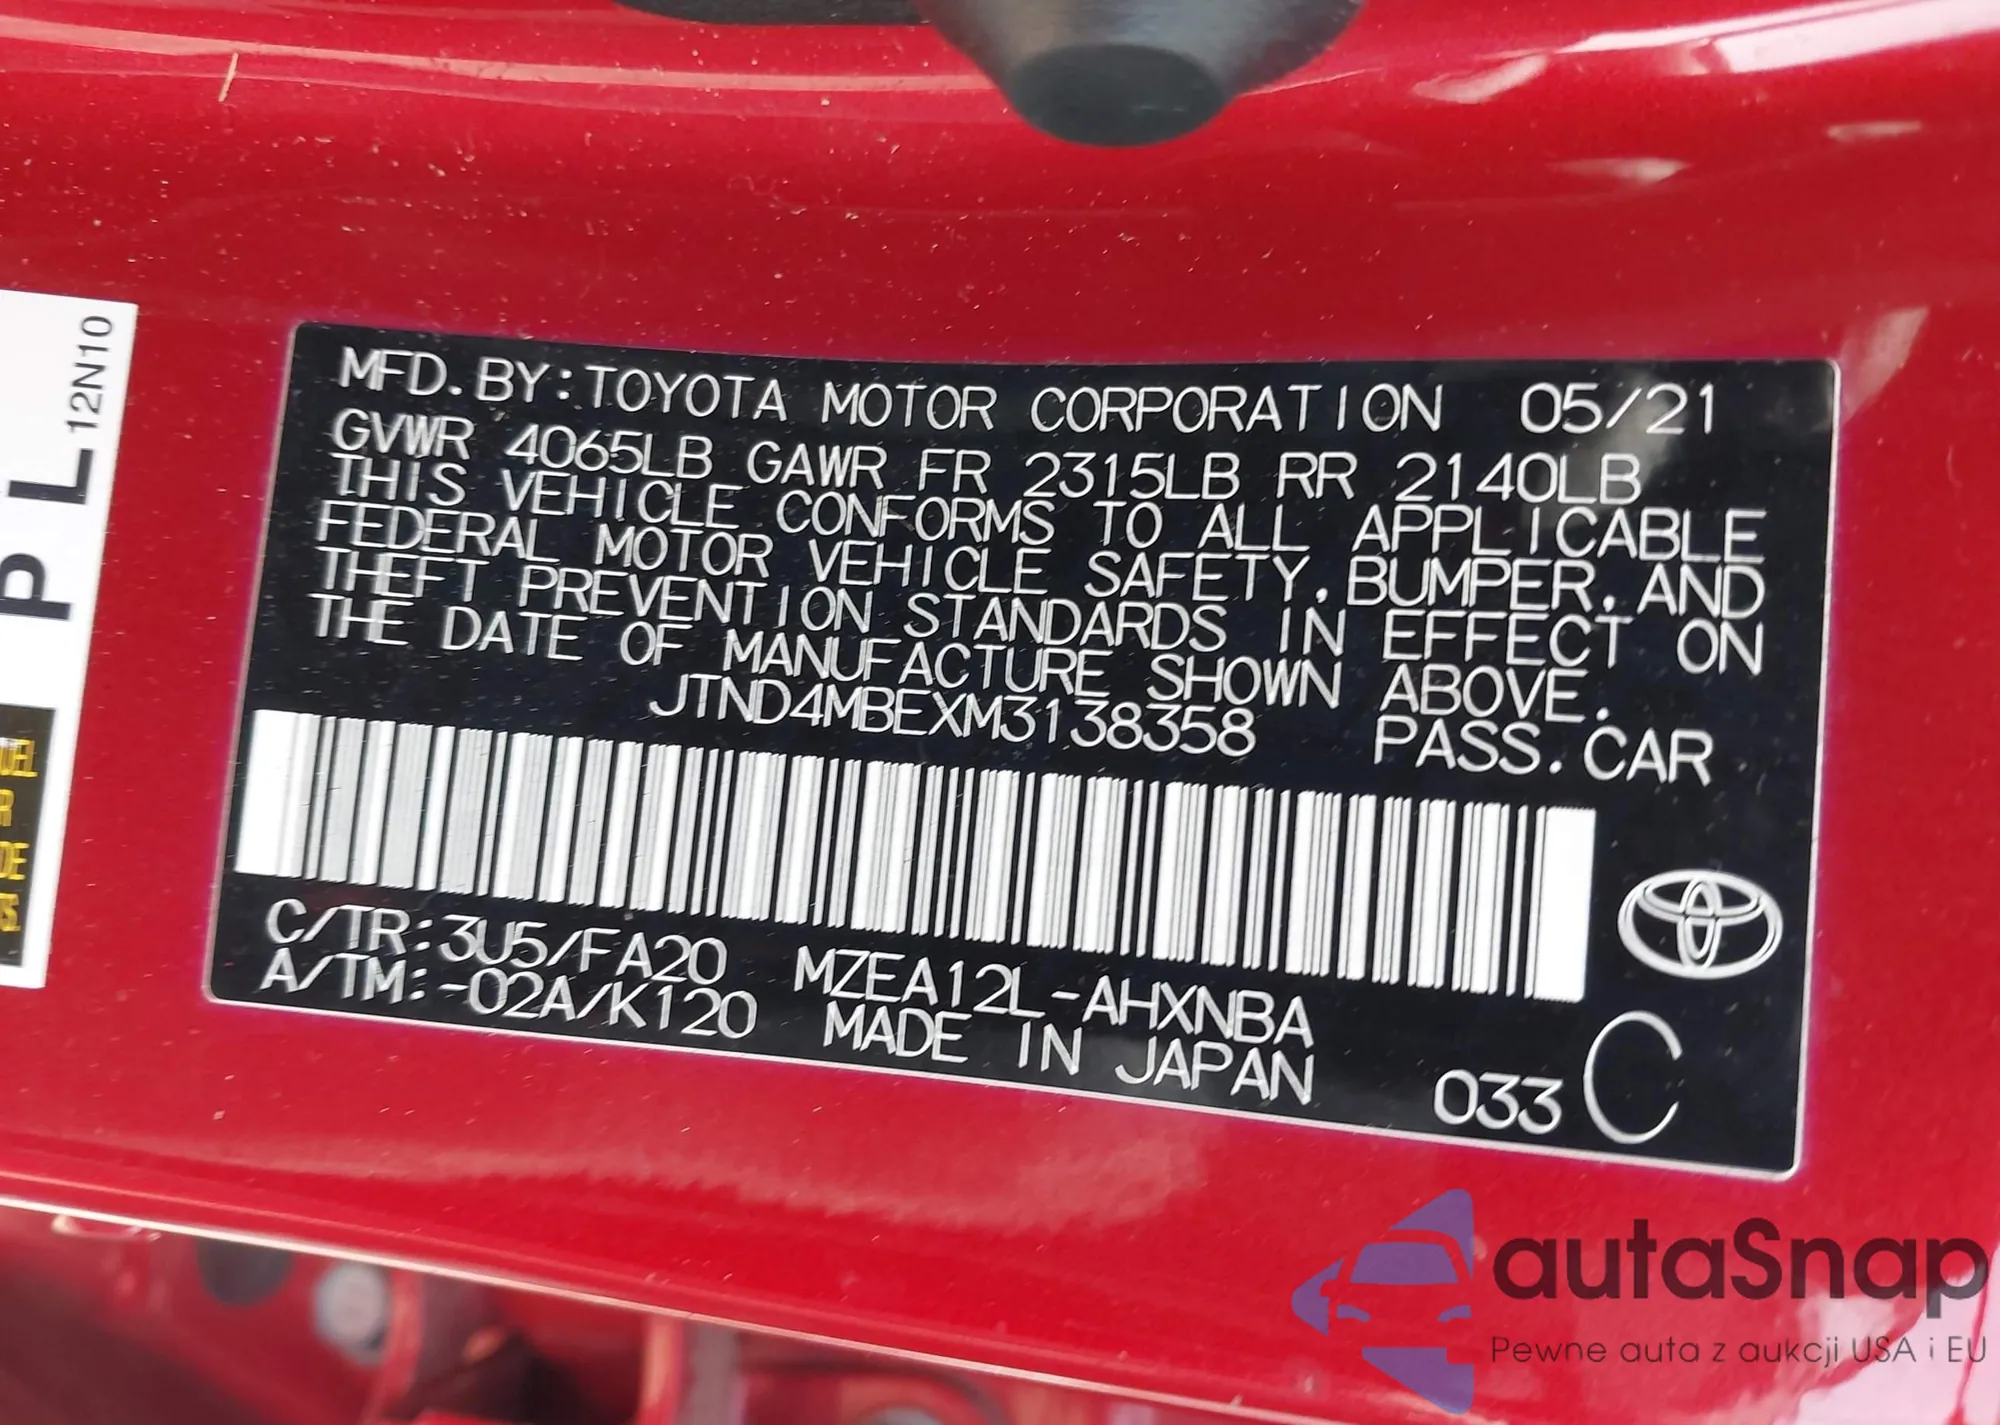 MFD.BY:TOYOTA MOTOR CORPORATION 05/21
GVWR 4065LB GAWR FR 2315LB RR 2140LB
THIS VEHICLE CONFORMS TO ALL APPLICABLE
FEDERAL MOTOR VEHICLE SAFETY,BUMPER,AND
THEFT PREVENTION STANDARDS IN EFFECT ON
THE DATE OF MANUFACTURE SHOWN ABOVE.
JTND4MBEXM3138358 PASS.CAR
C/TR:3U5/FA20 MZEA12L-AHXNBA
A/TM:-02A/K120 MADE IN JAPAN
033 C
P L 12N10
autaSnap
Pewne auta z aukcji USA i EU